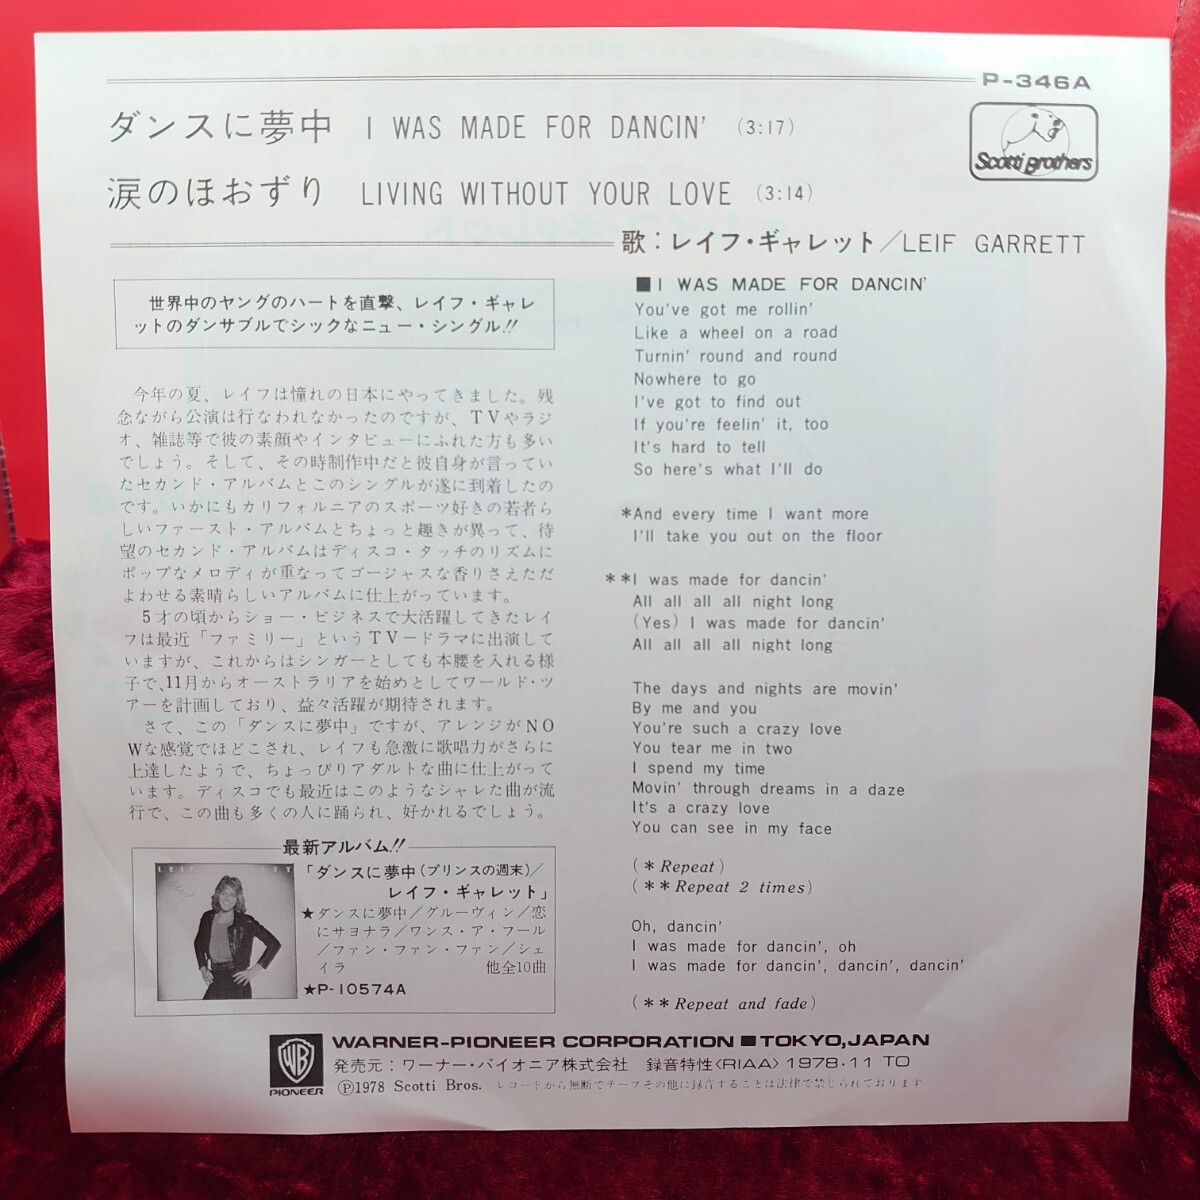 P-346A
ダンスに夢中 I WAS MADE FOR DANCIN' (3:17)
Scotti Brothers
涙のほおずり LIVING WITHOUT YOUR LOVE (3:14)
歌:レイフ・ギャレット/LEIF GARRETT
世界中のヤングのハートを直撃、レイフ・ギャレ
ットのダンサブルでシックなニュー・シングル!!
今年の夏、レイフは憧れの日本にやってきました。残
念ながら公演は行なわれなかったのですが、TVやラジ
オ、雑誌等で彼の素顔やインタビューにふれた方も多い
でしょう。そして、その時制作中だと彼自身が言ってい
たセカンド・アルバムとこのシングルが遂に到着したの
です。いかにもカリフォルニアのスポーツ好きの若者ら
しいファースト・アルバムとちょっと趣きが異って、待
望のセカンド・アルバムはディスコ・タッチのリズムに
ポップなメロディが重なってゴージャスな香りさえただ
よわせる素晴らしいアルバムに仕上がっています。
5才の頃からショー・ビジネスで大活躍してきたレイ
フは最近「ファミリー」というTV－ドラマに出演して
いますが、これからはシンガーとしても本腰を入れる様
子で、11月からオーストラリアを始めとしてワールド・ツ
アーを計画しており、益々活躍が期待されます。
さて、この「ダンスに夢中」ですが、アレンジがNO
Wな感覚でほどこされ、レイフも急激に歌唱力がさらに
上達したようで、ちょっぴりアダルトな曲に仕上がって
います。ディスコでも最近はこのようなシャレた曲が流
行で、この曲も多くの人に踊られ、好かれるでしょう。
最新アルバム!!
「ダンスに夢中(プリンスの週末)/
レイフ・ギャレット」
★ダンスに夢中/グルーヴィン/恋
にサヨナラ/ワンス・ア・フール
/ファン・ファン・ファン/シェ
イラ 他全10曲
★P-10574A
■I WAS MADE FOR DANCIN'
You've got me rollin'
Like a wheel on a road
Turnin' round and round
Nowhere to go
I've got to find out
If you're feelin' it, too
It's hard to tell
So here's what I'll do
*And every time I want more
I'll take you out on the floor
**I was made for dancin'
All all all all night long
(Yes) I was made for dancin'
All all all all night long
The days and nights are movin'
By me and you
You're such a crazy love
You tear me in two
I spend my time
Movin' through dreams in a daze
It's a crazy love
You can see in my face
(* Repeat)
(** Repeat 2 times)
Oh, dancin'
I was made for dancin', oh
I was made for dancin', dancin', dancin'
(** Repeat and fade)
WB
PIONEER
WARNER-PIONEER CORPORATION ■ TOKYO, JAPAN
発売元：ワーナー・パイオニア株式会社 録音特性〈RIAA〉1978・11 TO
Ⓟ1978 Scotti Bros. レコードから無断でテープその他に録音することは法律で禁じられております